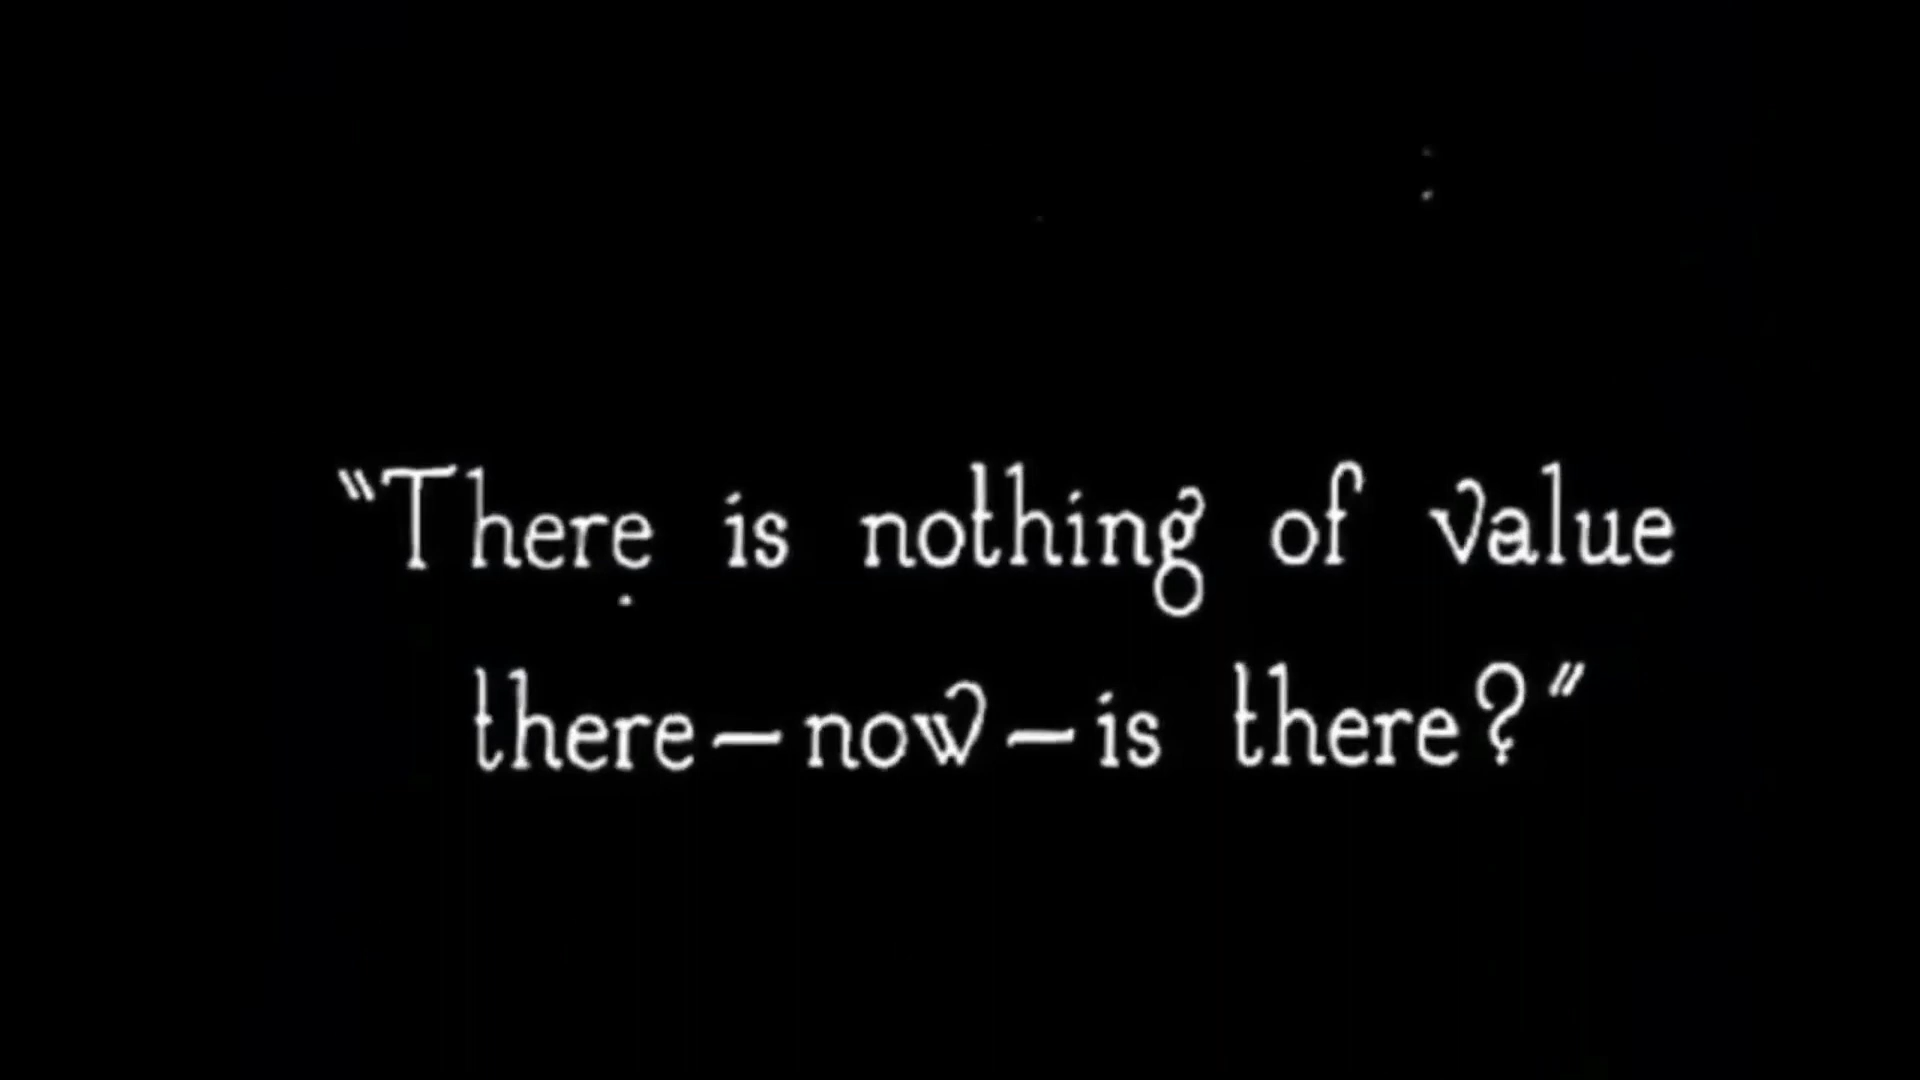 "There is nothing of value
there—now—is there?"